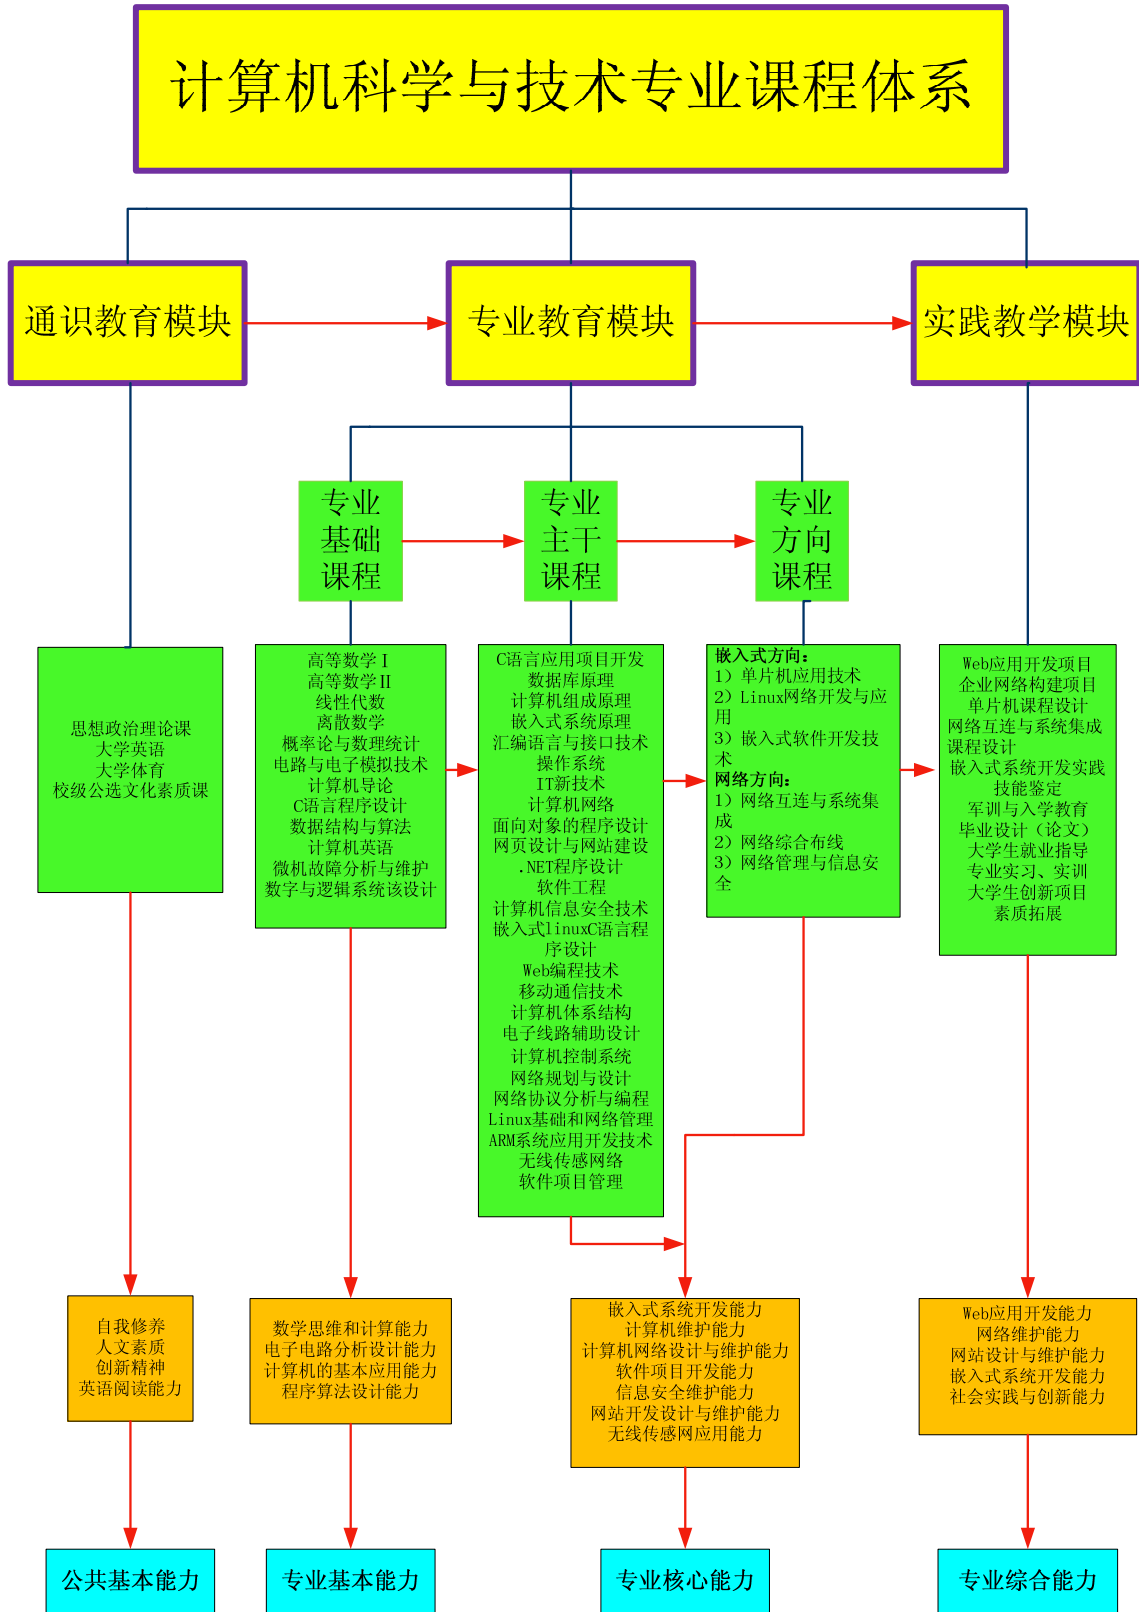 计算机科学与技术专业课程体系
通识教育模块
专业教育模块
实践教学模块
专业
基础
课程
专业
主干
课程
专业
方向
课程
思想政治理论课
大学英语
大学体育
校级公选文化素质课
高等数学Ⅰ
高等数学Ⅱ
线性代数
离散数学
概率论与数理统计
电路与电子模拟技术
计算机导论
C语言程序设计
数据结构与算法
计算机英语
微机故障分析与维护
数字与逻辑系统该设计
C语言应用项目开发
数据库原理
计算机组成原理
嵌入式系统原理
汇编语言与接口技术
操作系统
IT新技术
计算机网络
面向对象的程序设计
网页设计与网站建设
.NET程序设计
软件工程
计算机信息安全技术
嵌入式linuxC语言程
序设计
Web编程技术
移动通信技术
计算机体系结构
电子线路辅助设计
计算机控制系统
网络规划与设计
网络协议分析与编程
Linux基础和网络管理
ARM系统应用开发技术
无线传感网络
软件项目管理
嵌入式方向：
1）单片机应用技术
2）Linux网络开发与应
用
3）嵌入式软件开发技
术
网络方向：
1）网络互连与系统集
成
2）网络综合布线
3）网络管理与信息安
全
Web应用开发项目
企业网络构建项目
单片机课程设计
网络互连与系统集成
课程设计
嵌入式系统开发实践
技能鉴定
军训与入学教育
毕业设计（论文）
大学生就业指导
专业实习、实训
大学生创新项目
素质拓展
自我修养
人文素质
创新精神
英语阅读能力
数学思维和计算能力
电子电路分析设计能力
计算机的基本应用能力
程序算法设计能力
嵌入式系统开发能力
计算机维护能力
计算机网络设计与维护能力
软件项目开发能力
信息安全维护能力
网站开发设计与维护能力
无线传感网应用能力
Web应用开发能力
网络维护能力
网站设计与维护能力
嵌入式系统开发能力
社会实践与创新能力
公共基本能力
专业基本能力
专业核心能力
专业综合能力